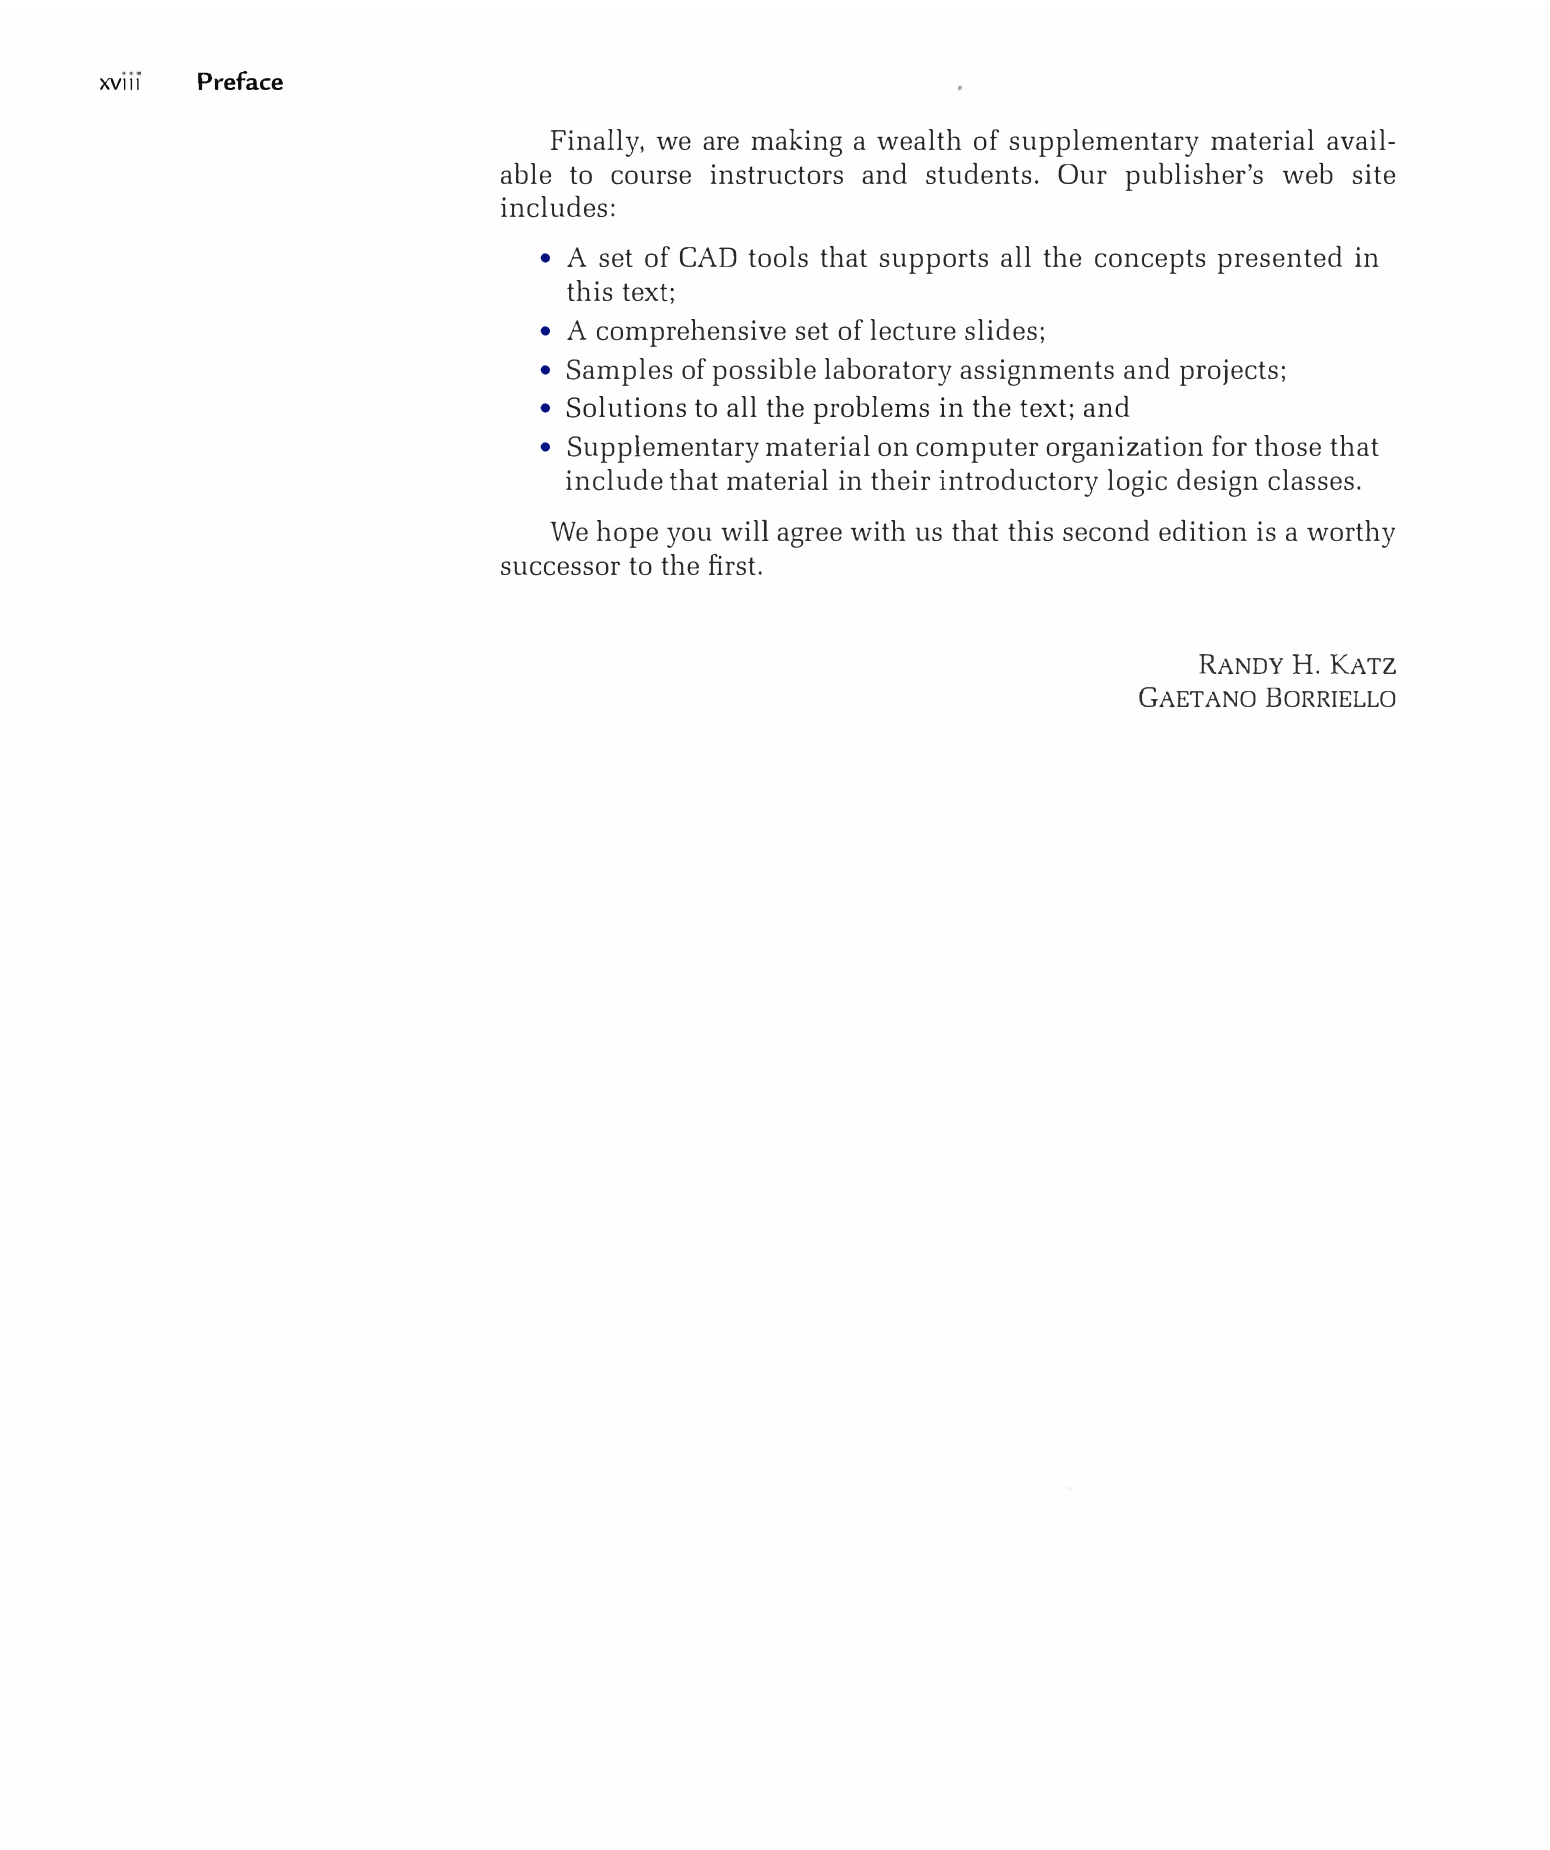 xviii Preface
Finally, we are making a wealth of supplementary material avail-
able to course instructors and students. Our publisher's web site
includes:
• A set of CAD tools that supports all the concepts presented in
this text;
• A comprehensive set of lecture slides;
• Samples of possible laboratory assignments and projects;
• Solutions to all the problems in the text; and
• Supplementary material on computer organization for those that
include that material in their introductory logic design classes.
We hope you will agree with us that this second edition is a worthy
successor to the first.
RANDY H. KATZ
GAETANO BORRIELLO